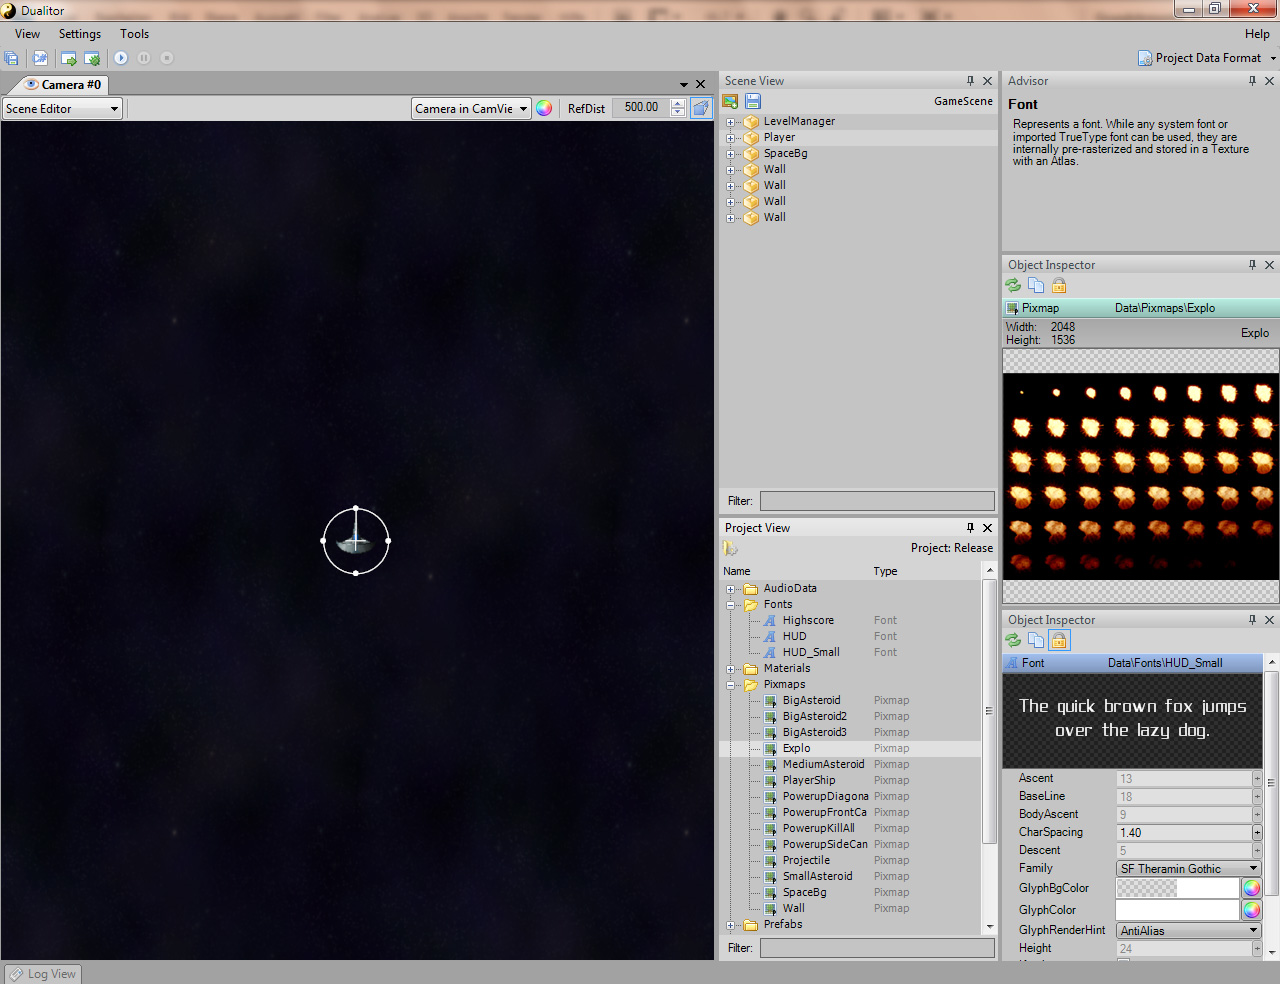 Dualitor
View Settings Tools Help
Project Data Format
Camera #0
Scene Editor
Camera in CamVie
RefDist 500.00
Scene View
GameScene
LevelManager
Player
SpaceBg
Wall
Wall
Wall
Wall
Filter:
Project View
Project: Release
Name Type
AudioData
Fonts
Highscore Font
HUD Font
HUD_Small Font
Materials
Pixmaps
BigAsteroid Pixmap
BigAsteroid2 Pixmap
BigAsteroid3 Pixmap
Explo Pixmap
MediumAsteroid Pixmap
PlayerShip Pixmap
PowerupDiagona Pixmap
PowerupFrontCa Pixmap
PowerupKillAll Pixmap
PowerupSideCan Pixmap
Projectile Pixmap
SmallAsteroid Pixmap
SpaceBg Pixmap
Wall Pixmap
Prefabs
Filter:
Advisor
Font
Represents a font. While any system font or
imported TrueType font can be used, they are
internally pre-rasterized and stored in a Texture
with an Atlas.
Object Inspector
Pixmap Data\Pixmaps\Explo
Width: 2048
Height: 1536
Explo
Object Inspector
Font Data\Fonts\HUD_Small
The quick brown fox jumps
over the lazy dog.
Ascent 13
BaseLine 18
BodyAscent 9
CharSpacing 1.40
Descent 5
Family SF Theramin Gothic
GlyphBgColor
GlyphColor
GlyphRenderHint AntiAlias
Height 24
Log View